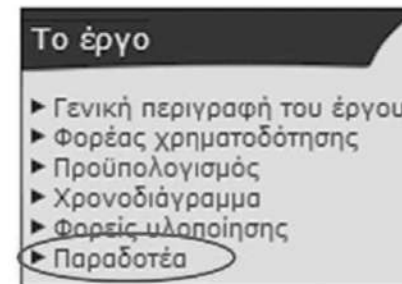 Το έργο
Γενική περιγραφή του έργου
Φορέας χρηματοδότησης
Προϋπολογισμός
Χρονοδιάγραμμα
Φορείς υλοποίησης
Παραδοτέα